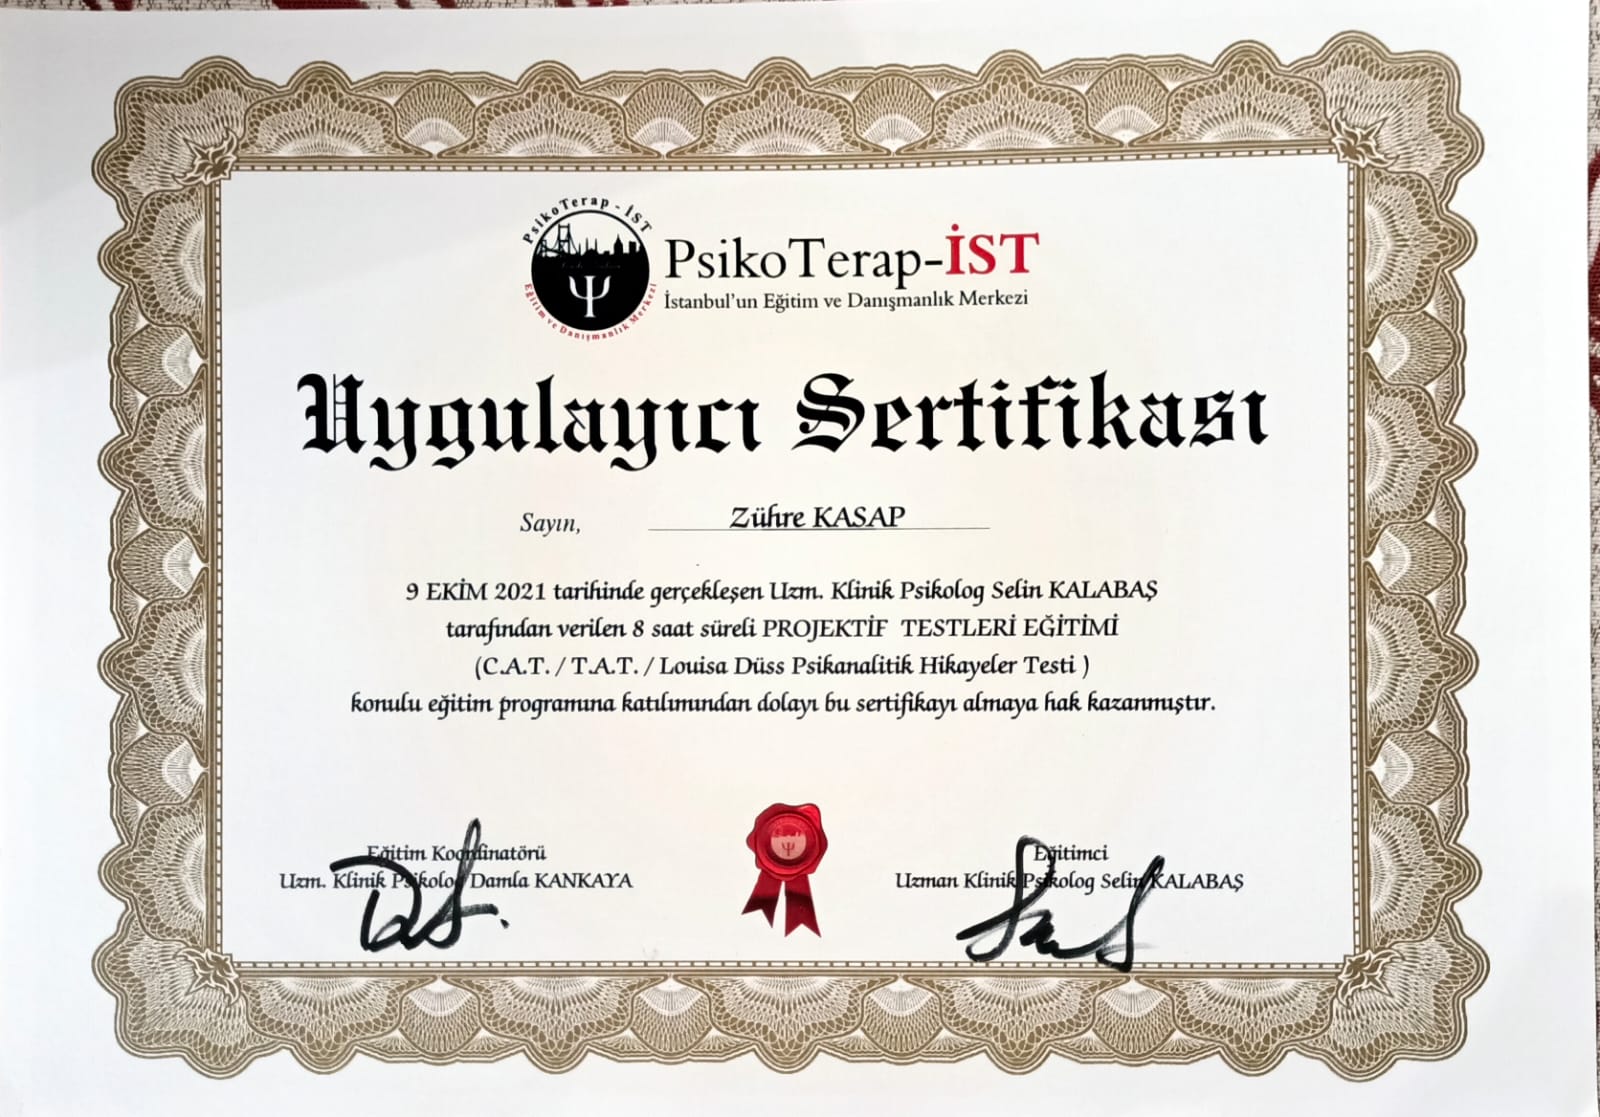 PsikoTerap - İST
Eğitim ve Danışmanlık Merkezi
PsikoTerap-İST
İstanbul'un Eğitim ve Danışmanlık Merkezi
Uygulayıcı Sertifikası
Sayın, Zühre KASAP
9 EKİM 2021 tarihinde gerçekleşen Uzm. Klinik Psikolog Selin KALABAŞ
tarafından verilen 8 saat süreli PROJEKTİF TESTLERİ EĞİTİMİ
(C.A.T. / T.A.T. / Louisa Düss Psikanalitik Hikayeler Testi )
konulu eğitim programına katılımından dolayı bu sertifikayı almaya hak kazanmıştır.
Eğitim Koordinatörü
Uzm. Klinik Psikolog Damla KANKAYA
Eğitimci
Uzman Klinik Psikolog Selin KALABAŞ